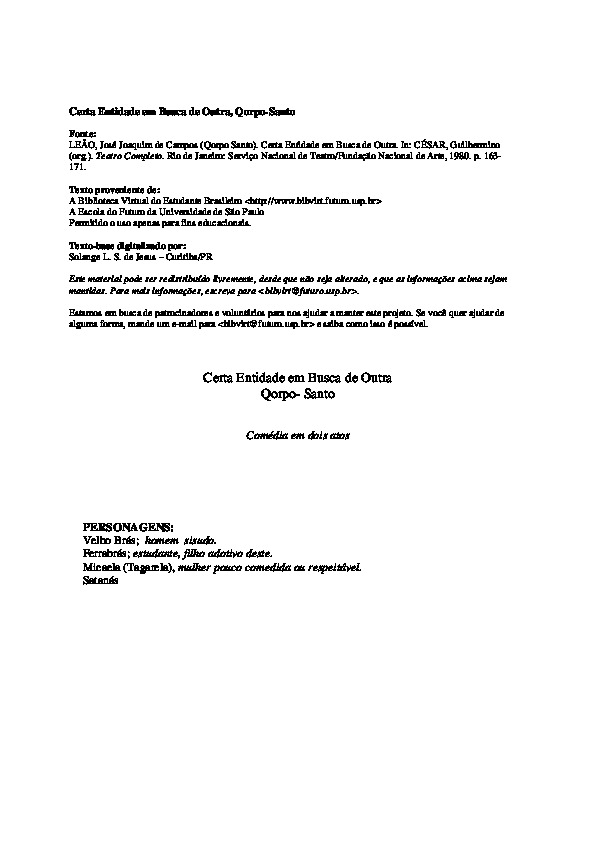 Certa Entidade em Busca de Outra, Qorpo-Santo
Fonte:
LEÃO, José Joaquim de Campos (Qorpo Santo). Certa Entidade em Busca de Outra. In: CÉSAR, Guilhermino
(org.). Teatro Completo. Rio de Janeiro: Serviço Nacional de Teatro/Fundação Nacional de Arte, 1980. p. 163-
171.
Texto proveniente de:
A Biblioteca Virtual do Estudante Brasileiro <http://www.bibvirt.futuro.usp.br>
A Escola do Futuro da Universidade de São Paulo
Permitido o uso apenas para fins educacionais.
Texto-base digitalizado por:
Solange L. S. de Jesus – Curitiba/PR
Este material pode ser redistribuído livremente, desde que não seja alterado, e que as informações acima sejam
mantidas. Para mais informações, escreva para <bibvirt@futuro.usp.br>.
Estamos em busca de patrocinadores e voluntários para nos ajudar a manter este projeto. Se você quer ajudar de
alguma forma, mande um e-mail para <bibvirt@futuro.usp.br> e saiba como isso é possível.
Certa Entidade em Busca de Outra
Qorpo- Santo
Comédia em dois atos
PERSONAGENS:
Velho Brás; homem sisudo.
Ferrabrás; estudante, filho adotivo deste.
Micaela (Tagarela), mulher pouco comedida ou respeitável.
Satanás